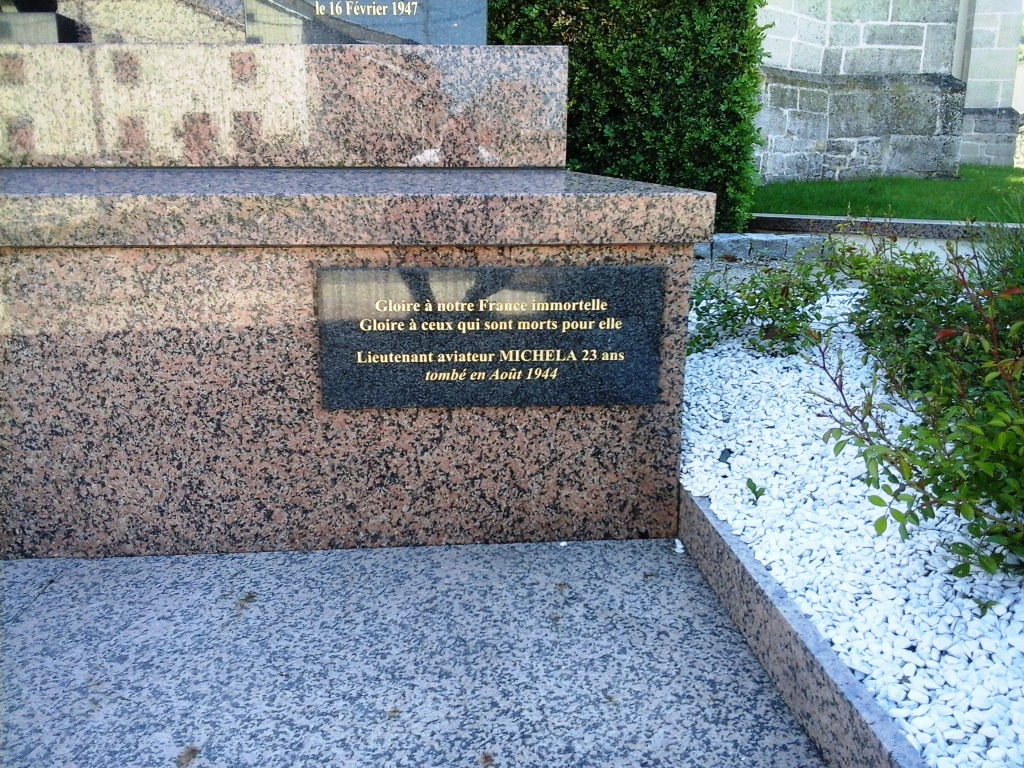 le 16 Février 1947
Gloire à notre France immortelle
Gloire à ceux qui sont morts pour elle
Lieutenant aviateur MICHELA 23 ans
tombé en Août 1944